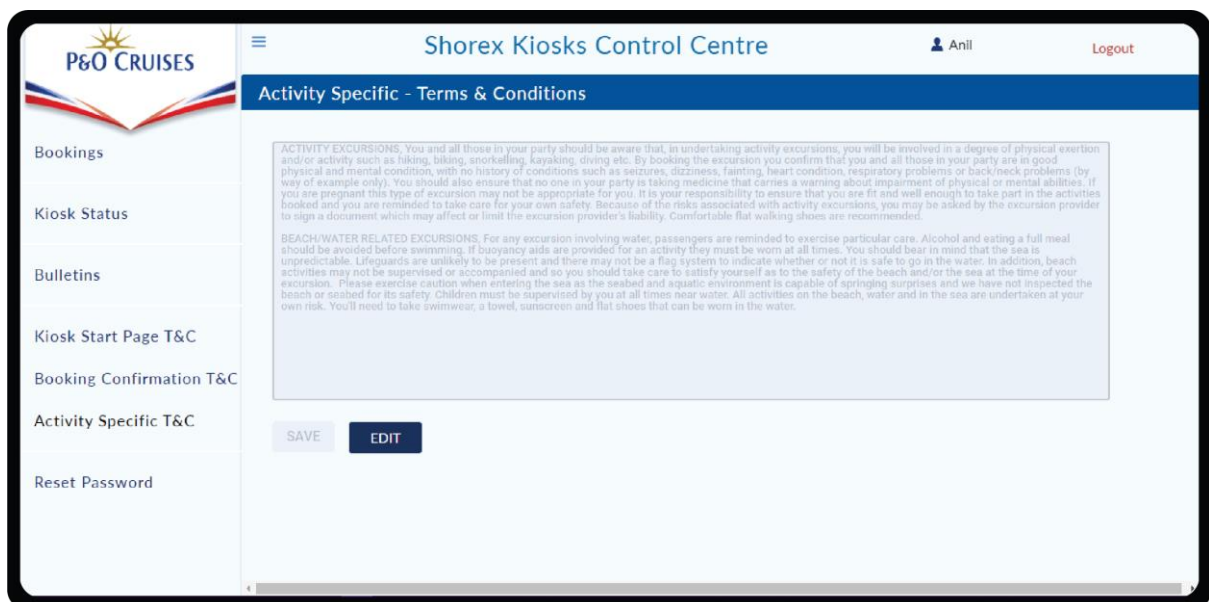 P&O CRUISES
Shorex Kiosks Control Centre
Anil
Logout
Activity Specific - Terms & Conditions
Bookings
Kiosk Status
Bulletins
Kiosk Start Page T&C
Booking Confirmation T&C
Activity Specific T&C
Reset Password
ACTIVITY EXCURSIONS, You and all those in your party should be aware that, in undertaking activity excursions, you will be involved in a degree of physical exertion
and/or activity such as hiking, biking, snorkelling, kayaking, diving etc. By booking the excursion you confirm that you and all those in your party are in good
physical and mental condition, with no history of conditions such as seizures, dizziness, fainting, heart condition, respiratory problems or back/neck problems (by
way of example only). You should also ensure that no one in your party is taking medicine that carries a warning about impairment of physical or mental abilities. If
you are pregnant this type of excursion may not be appropriate for you. It is your responsibility to ensure that you are fit and well enough to take part in the activities
booked and you are reminded to take care for your own safety. Because of the risks associated with activity excursions, you may be asked by the excursion provider
to sign a document which may affect or limit the excursion provider's liability. Comfortable flat walking shoes are recommended.
BEACH/WATER RELATED EXCURSIONS, For any excursion involving water, passengers are reminded to exercise particular care. Alcohol and eating a full meal
should be avoided before swimming. If buoyancy aids are provided for an activity they must be worn at all times. You should bear in mind that the sea is
unpredictable. Lifeguards are unlikely to be present and there may not be a flag system to indicate whether or not it is safe to go in the water. In addition, beach
activities may not be supervised or accompanied and so you should take care to satisfy yourself as to the safety of the beach and/or the sea at the time of your
excursion. Please exercise caution when entering the sea as the seabed and aquatic environment is capable of springing surprises and we have not inspected the
beach or seabed for its safety. Children must be supervised by you at all times near water. All activities on the beach, water and in the sea are undertaken at your
own risk. You'll need to take swimwear, a towel, sunscreen and flat shoes that can be worn in the water.
SAVE
EDIT